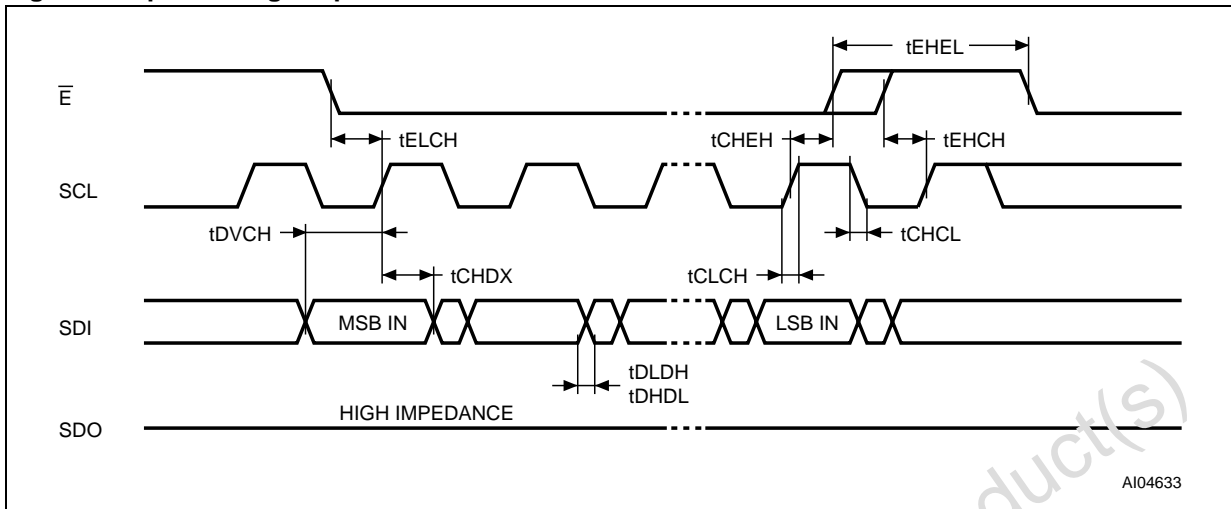 tEHEL
E
tELCH
tCHEH
tEHCH
SCL
tDVCH
tCHCL
tCHDX
tCLCH
SDI
MSB IN
LSB IN
tDLDH
tDHDL
HIGH IMPEDANCE
SDO
duct(s)
AI04633